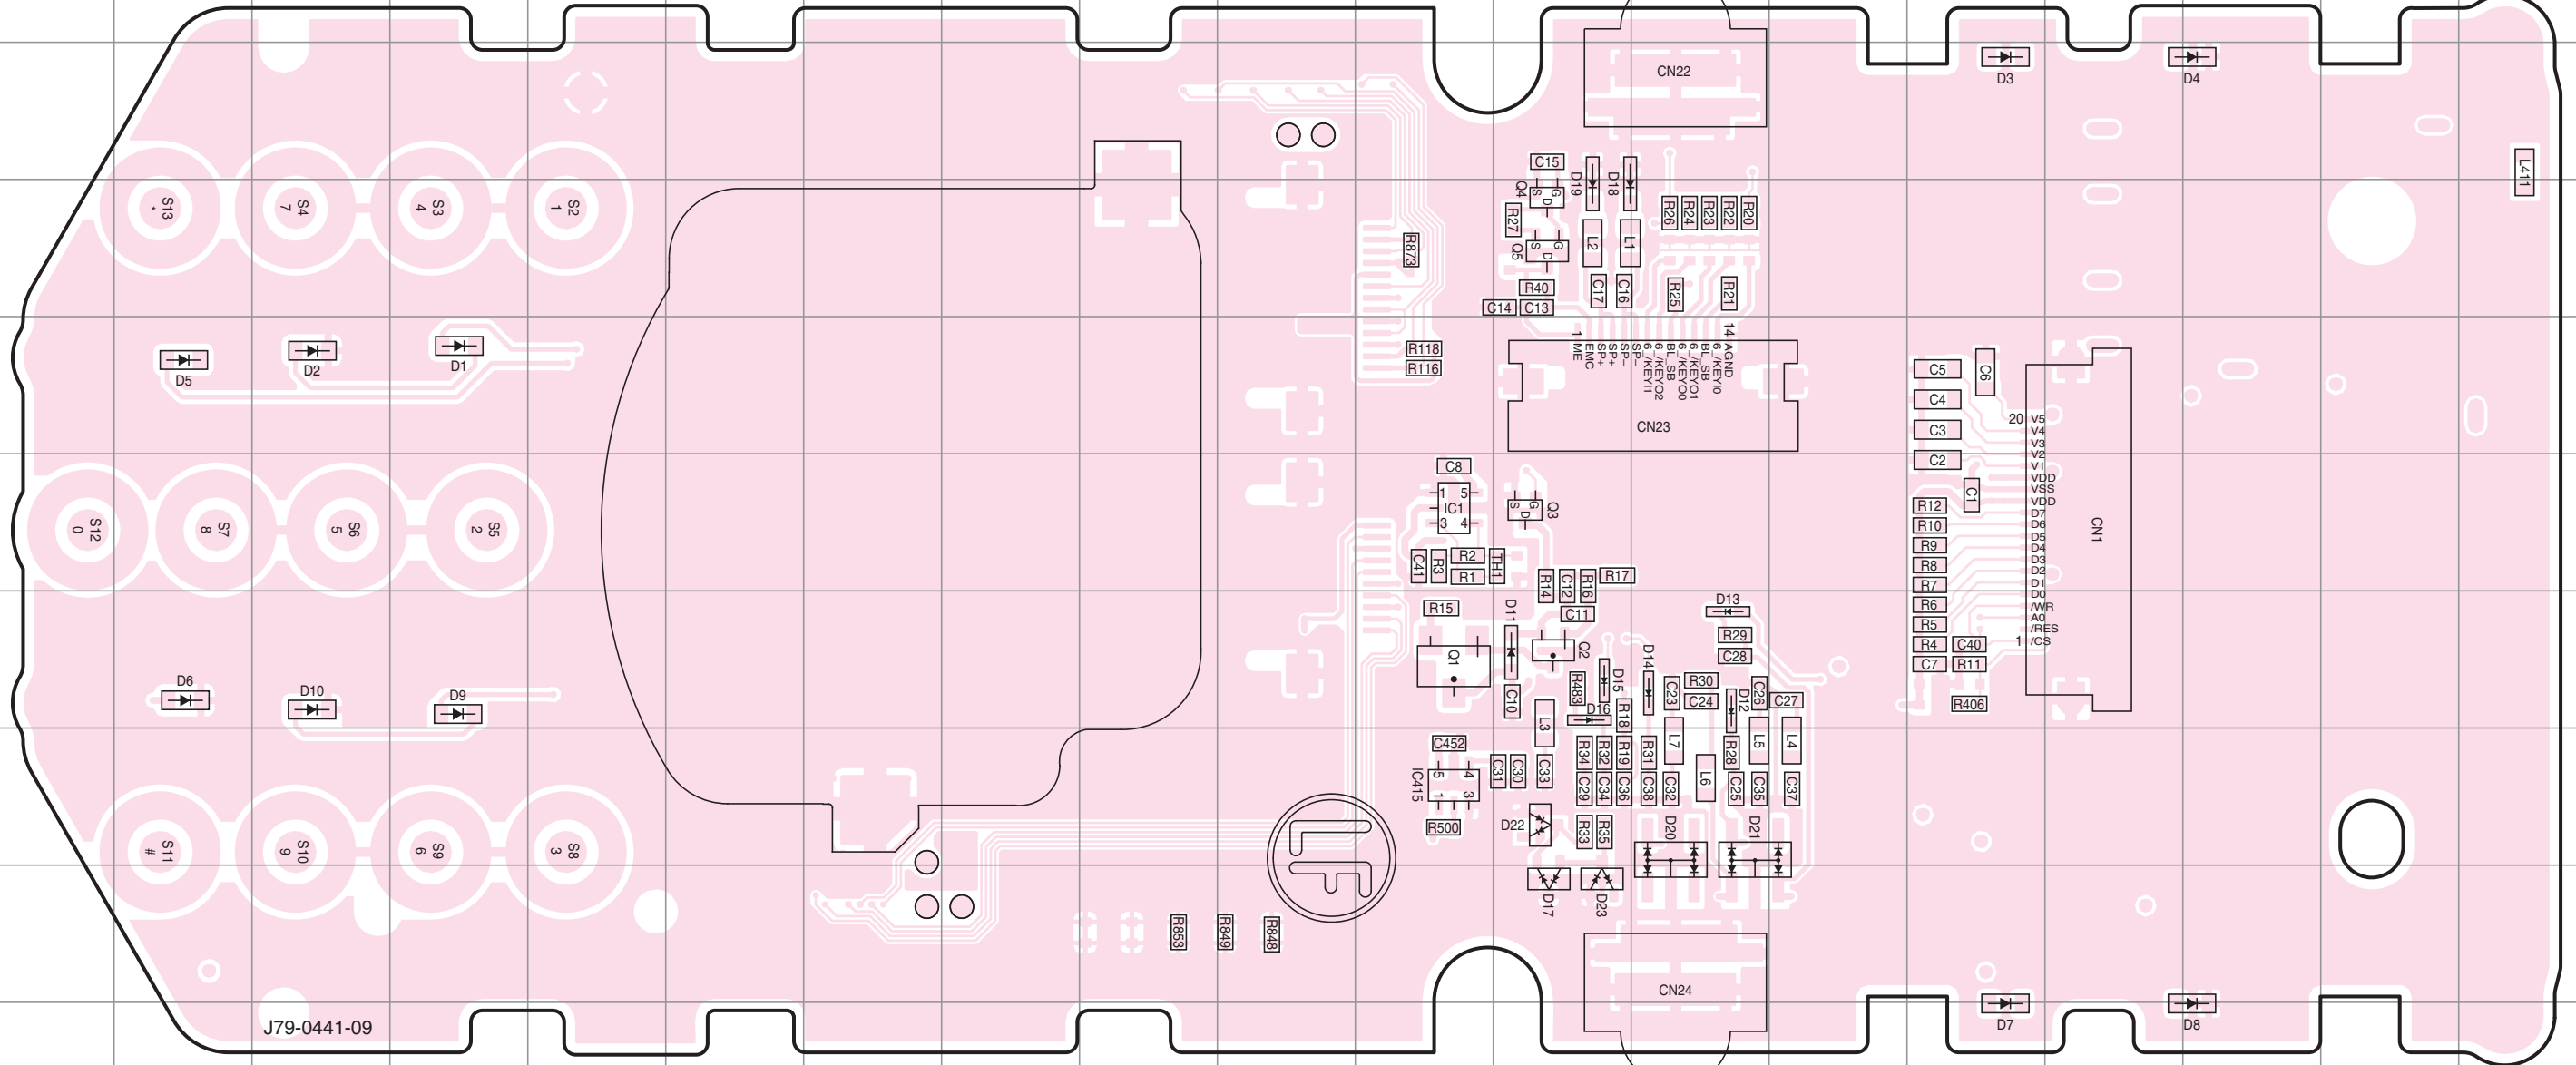 CN22
D3
D4
C15
D19
D18
L411
Q4
S
G
D
R27
R26
R24
R23
R22
R20
S13
*
S4
7
S3
4
S2
1
R873
Q5
S
G
D
L2
L1
R40
C14
C13
C17
C16
R25
R21
1
14
ME
EMC
SP+
SP+
SP-
SP-
6_/KEYI1
6_/KEYO2
BL_SB
6_/KEYO0
6_/KEYO1
BL_SB
6_/KEYI0
AGND
D5
D2
D1
R118
R116
CN23
C5
C6
C4
C3
C2
C1
20
V5
V4
V3
V2
V1
VDD
VSS
VDD
D7
D6
D5
D4
D3
D2
D1
D0
/WR
A0
/RES
1
/CS
CN1
C8
1
5
IC1
3
4
S
G
D
Q3
S12
0
S7
8
S6
5
S5
2
R12
R10
R9
R8
R7
R6
R5
R4
C40
C7
R11
R406
C41
R3
R2
R1
TH1
R14
C12
R16
R17
R15
D11
C11
D13
R29
C28
Q1
Q2
D15
D14
R483
C10
D16
R18
C23
R30
C24
D12
C26
C27
L3
D6
D10
D9
C452
IC415
5
4
1
3
R500
C31
C30
C33
R34
R32
R19
R31
L7
L6
R28
L5
L4
C29
C34
C36
C38
C32
C25
C35
C37
D22
R33
R35
D20
D21
S11
#
S10
9
S9
6
S8
3
D17
D23
R853
R849
R848
LF
CN24
J79-0441-09
D7
D8